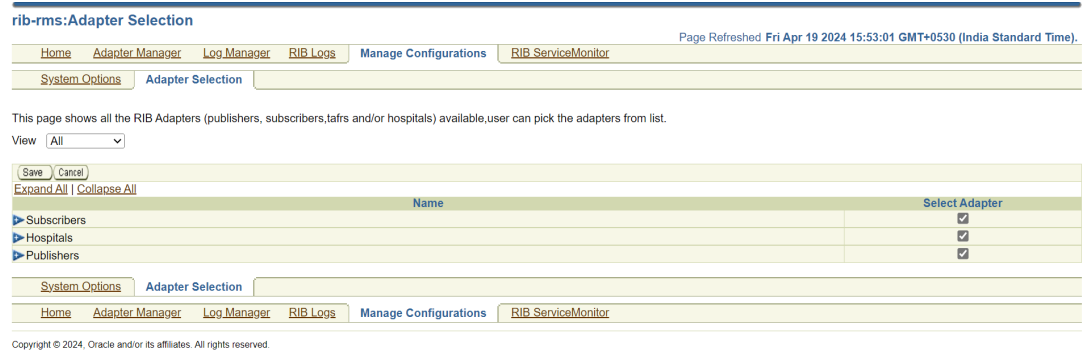 rib-rms:Adapter Selection
Page Refreshed Fri Apr 19 2024 15:53:01 GMT+0530 (India Standard Time).
Home Adapter Manager Log Manager RIB Logs Manage Configurations RIB ServiceMonitor
System Options Adapter Selection
This page shows all the RIB Adapters (publishers, subscribers,tafrs and/or hospitals) available,user can pick the adapters from list.
View All
Save Cancel
Expand All | Collapse All
Name Select Adapter
Subscribers
Hospitals
Publishers
System Options Adapter Selection
Home Adapter Manager Log Manager RIB Logs Manage Configurations RIB ServiceMonitor
Copyright © 2024, Oracle and/or its affiliates. All rights reserved.